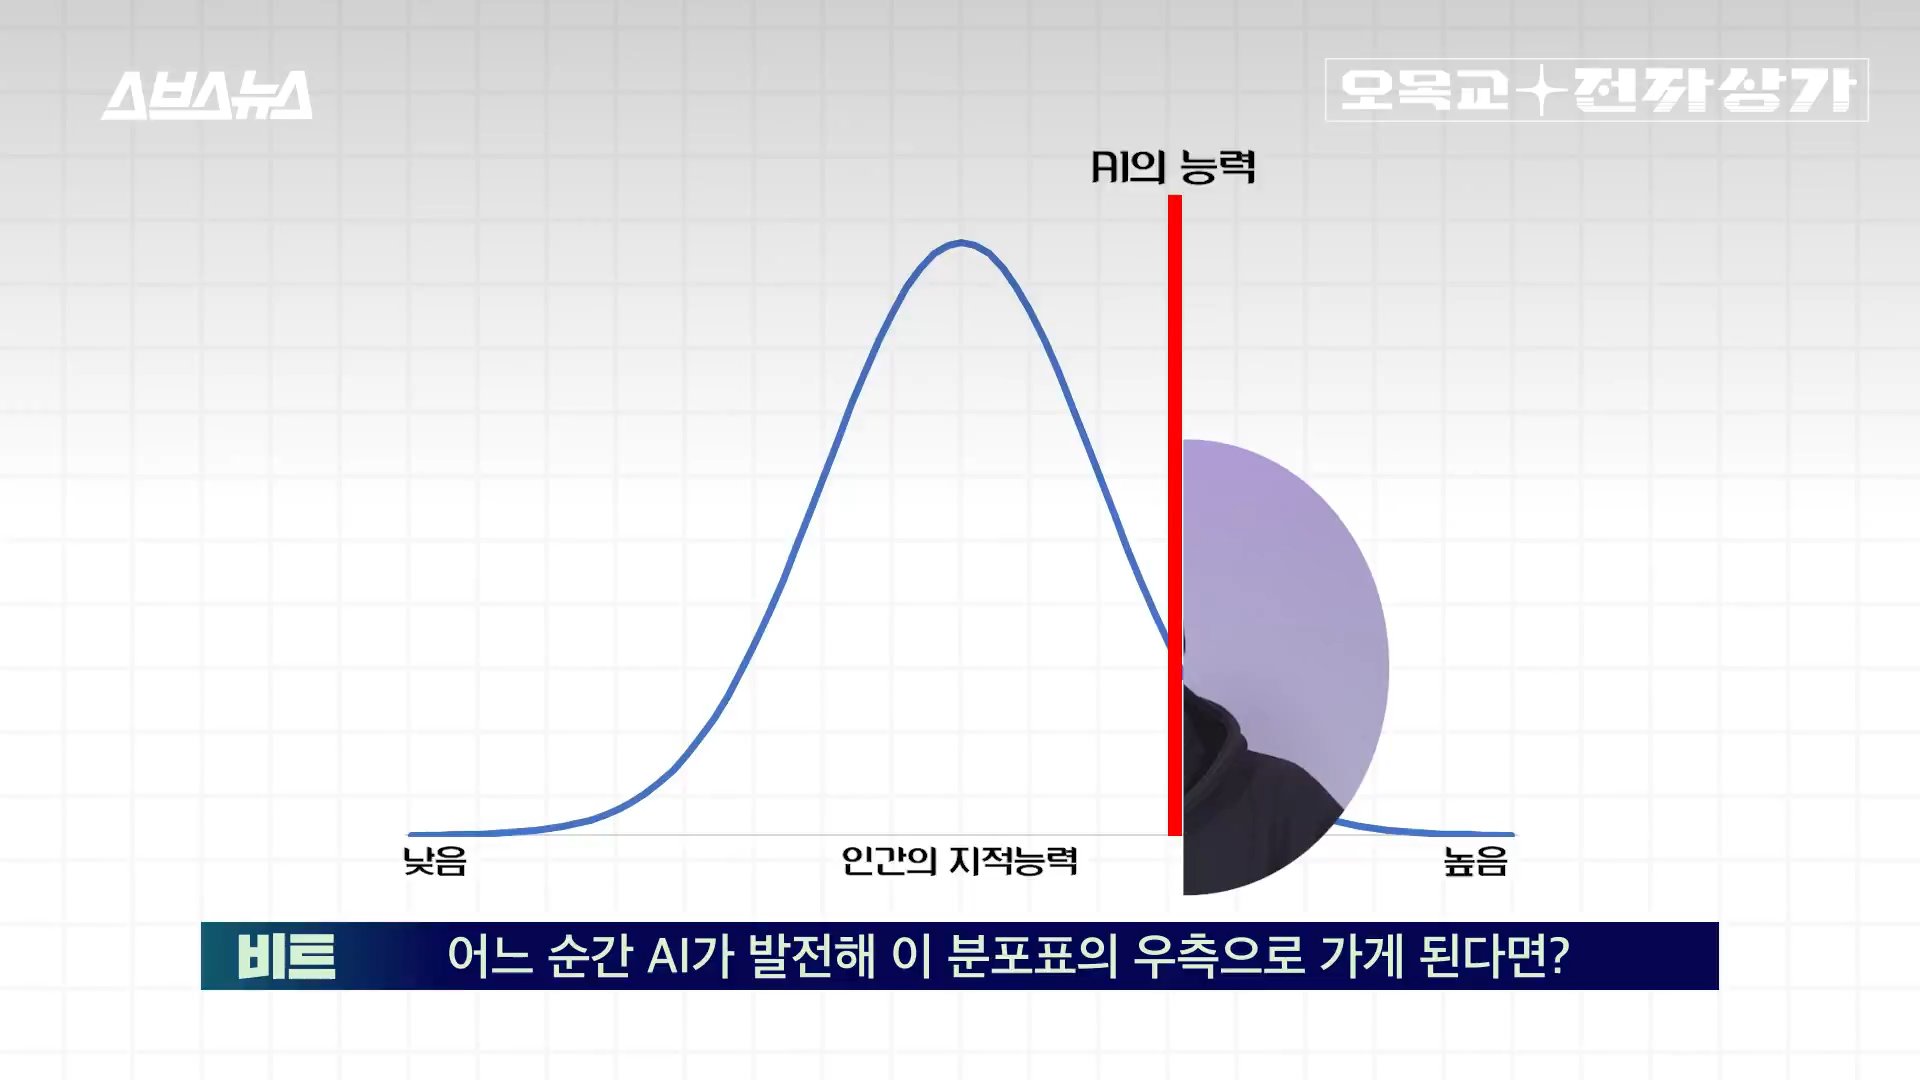 스브스뉴스
오목교 전자상가
AI의 능력
낮음
인간의 지적능력
높음
비트
어느 순간 AI가 발전해 이 분포표의 우측으로 가게 된다면?